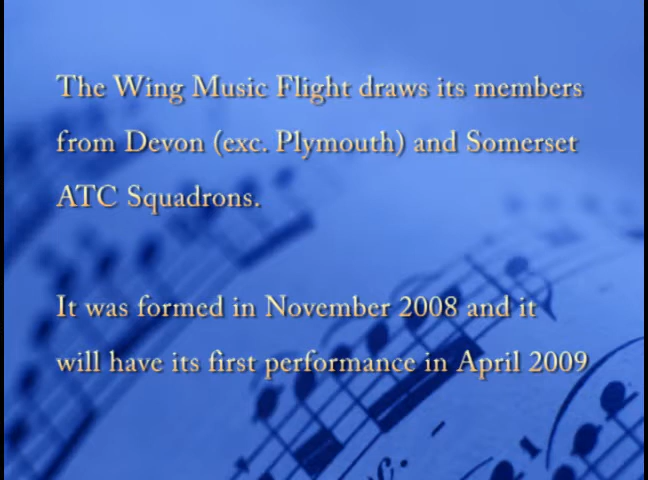 The Wing Music Flight draws its members
from Devon (exc. Plymouth) and Somerset
ATC Squadrons.
It was formed in November 2008 and it
will have its first performance in April 2009